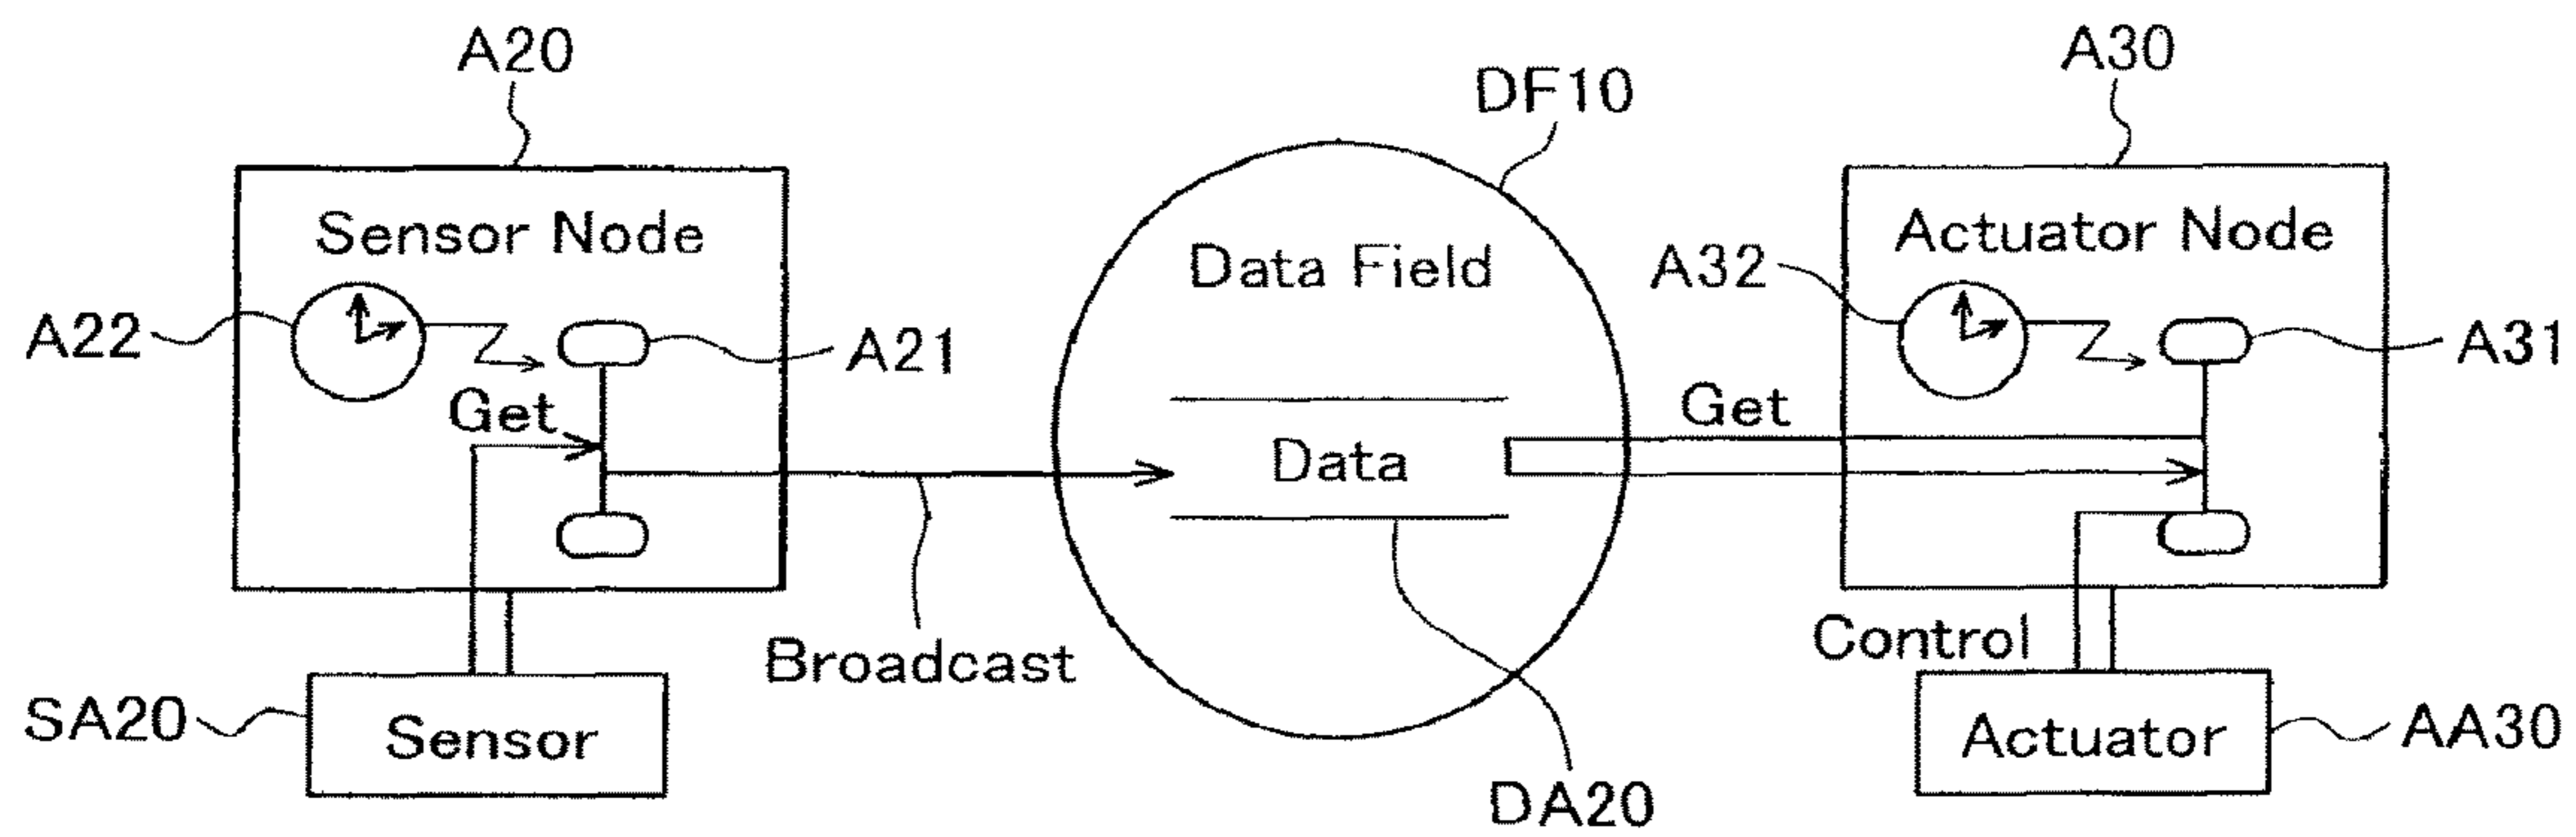 A20
A30
DF10
Sensor Node
Data Field
Actuator Node
A22
A21
A32
A31
Get
Get
Data
Broadcast
Control
SA20
Sensor
Actuator
AA30
DA20